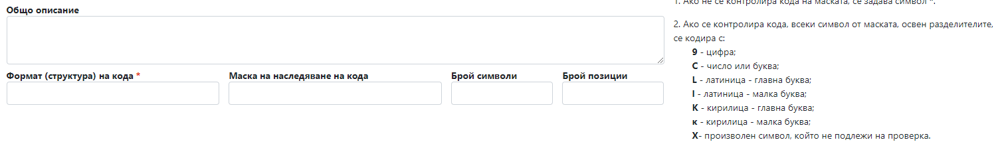 Общо описание
Формат (структура) на кода *
Маска на наследяване на кода
Брой символи
Брой позиции
1. Ако не се контролира кода на маската, се задава символ *.
2. Ако се контролира кода, всеки символ от маската, освен разделителите,
се кодира с:
9 - цифра;
C - число или буква;
L - латиница - главна буква;
l - латиница - малка буква;
К - кирилица - главна буква;
к - кирилица - малка буква;
X- произволен символ, който не подлежи на проверка.